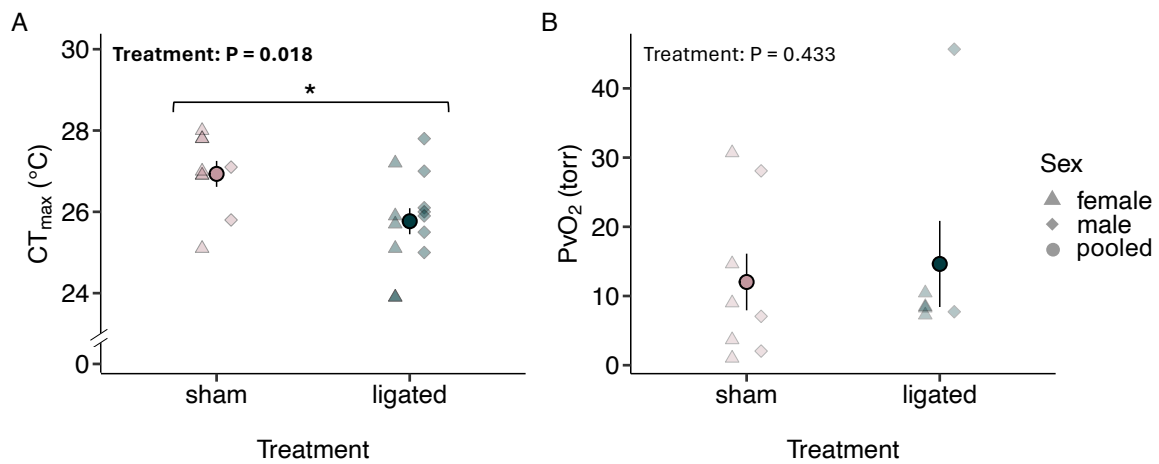 A
Treatment: P = 0.018
*
CTmax (°C)
30
28
26
24
0
sham
ligated
Treatment
B
Treatment: P = 0.433
PvO2 (torr)
40
30
20
10
0
sham
ligated
Treatment
Sex
female
male
pooled